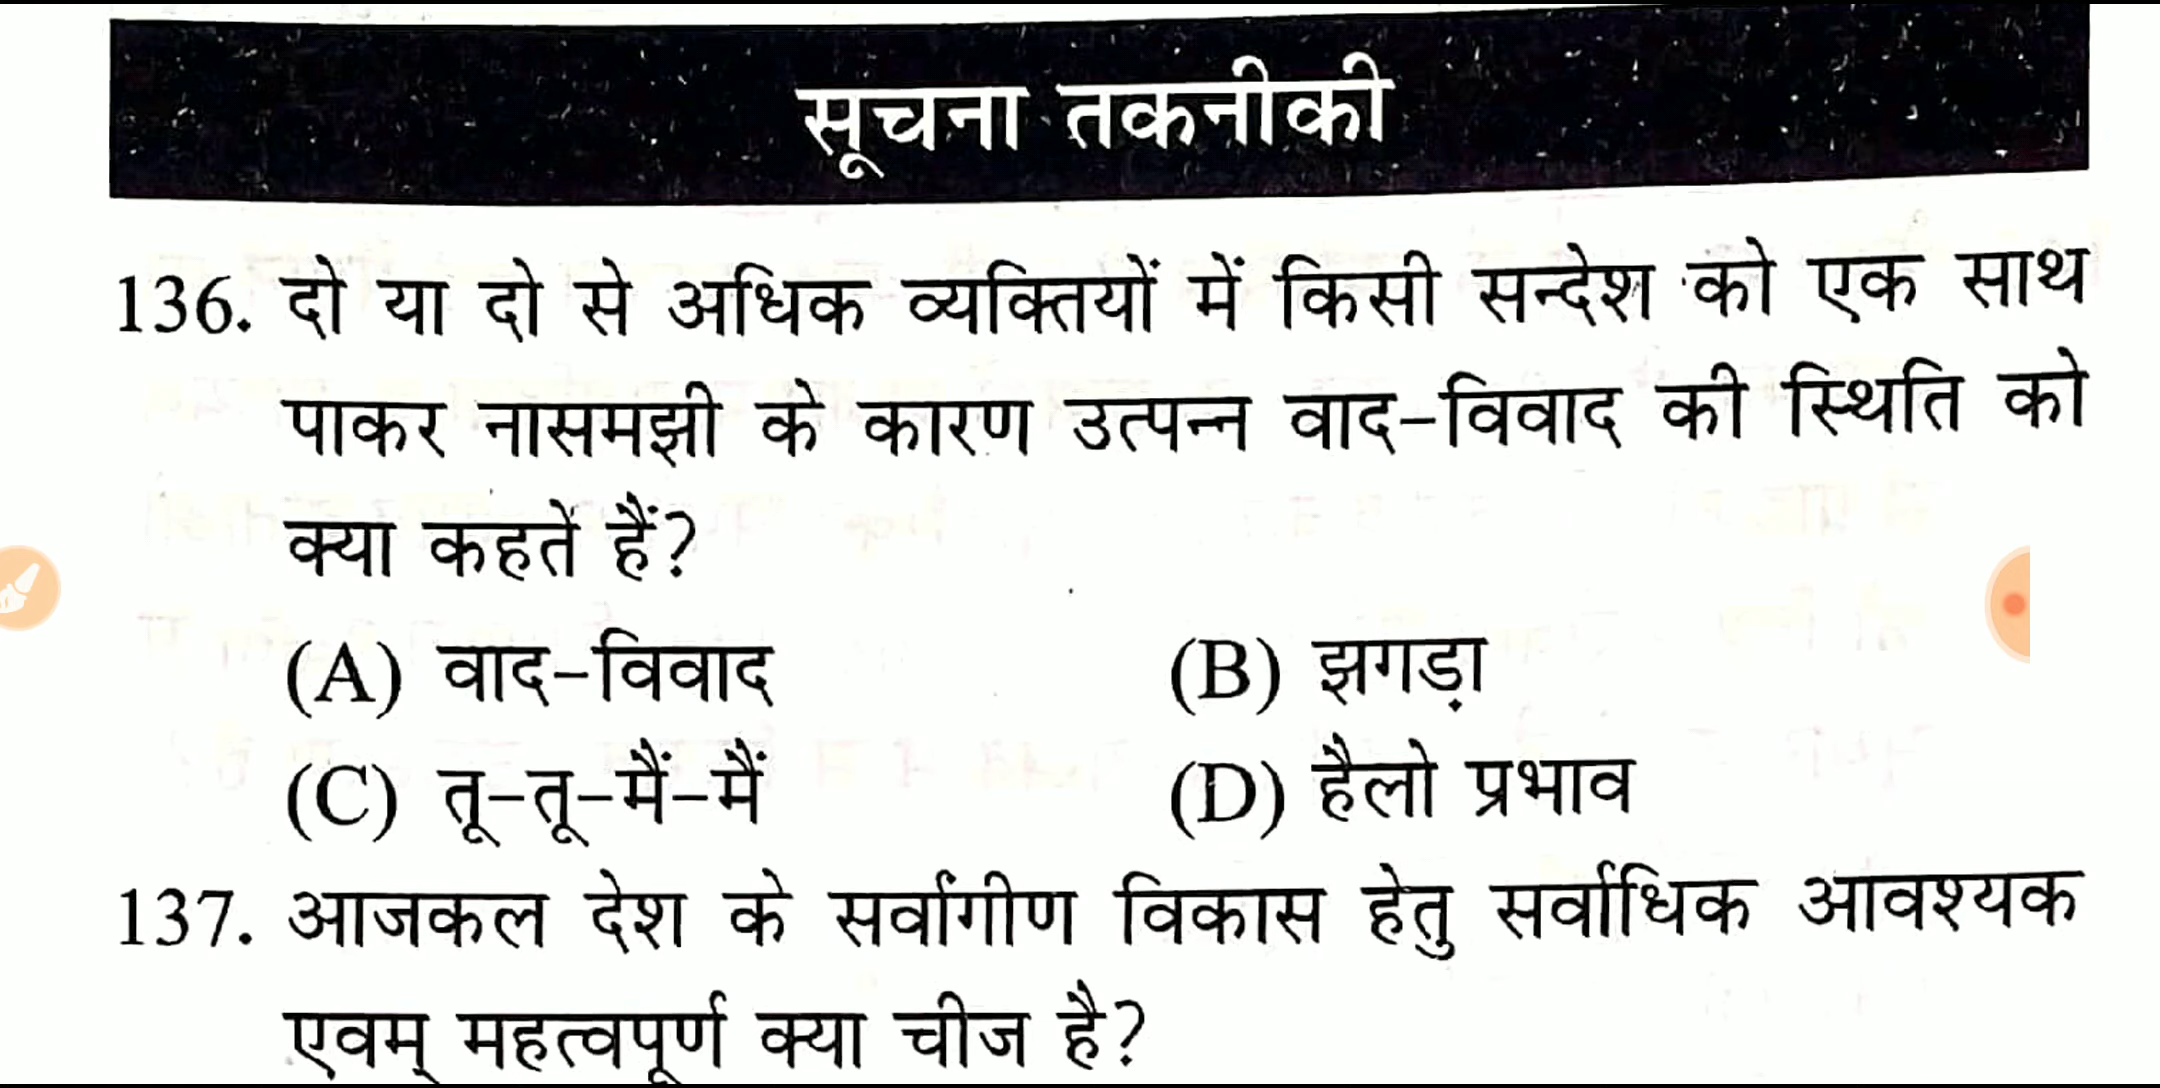 सूचना तकनीकी
136. दो या दो से अधिक व्यक्तियों में किसी सन्देश को एक साथ
पाकर नासमझी के कारण उत्पन्न वाद-विवाद की स्थिति को
क्या कहते हैं?
(A) वाद-विवाद (B) झगड़ा
(C) तू-तू-मैं-मैं (D) हैलो प्रभाव
137. आजकल देश के सर्वागीण विकास हेतु सर्वाधिक आवश्यक
एवम् महत्वपूर्ण क्या चीज है?